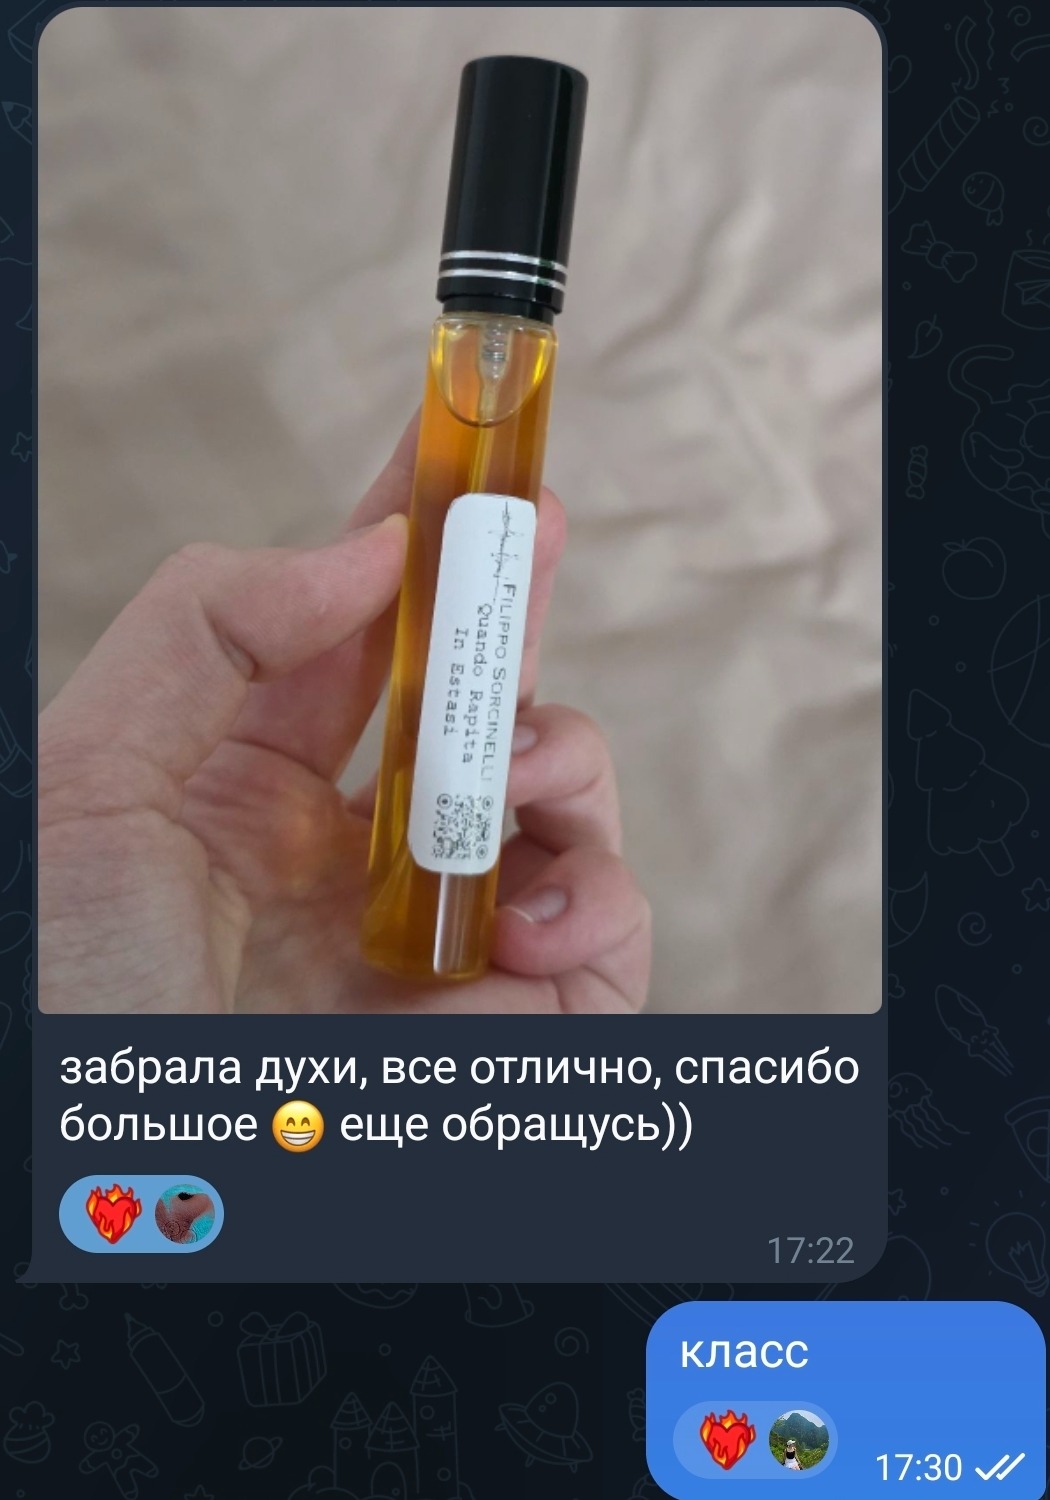 FILIPPO SORCINELLI
Quando Rapita
In Estasi
забрала духи, все отлично, спасибо
большое 😁 еще обращусь))
17:22
класс
17:30